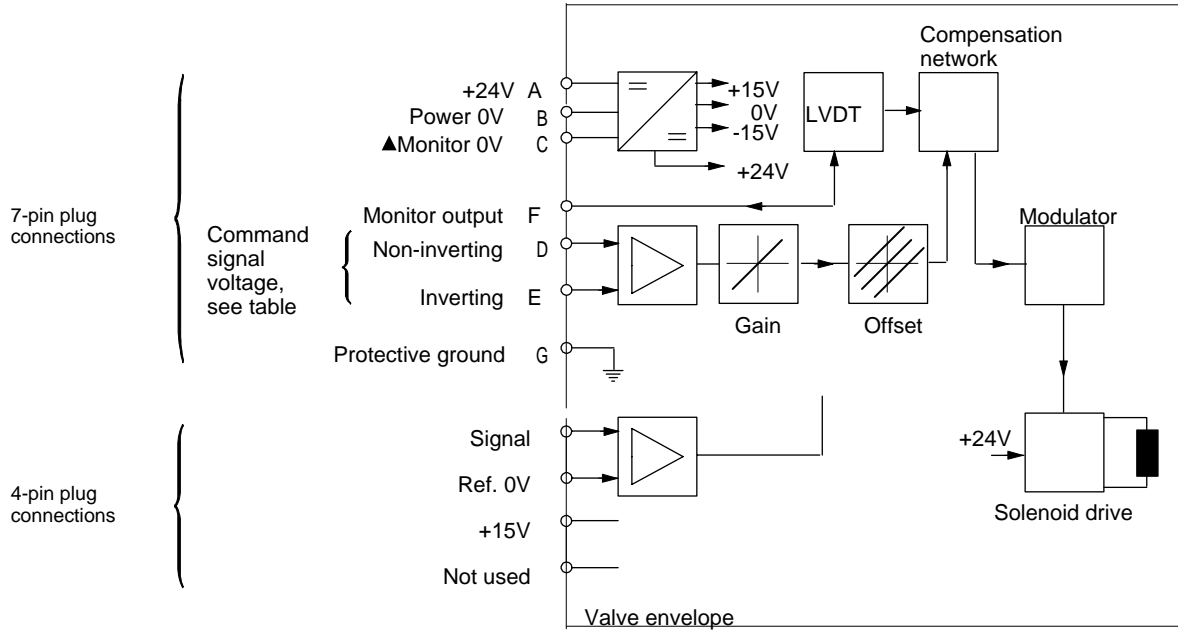 7-pin plug
connections
Command
signal
voltage,
see table
+24V A
Power 0V B
▲Monitor 0V C
Monitor output F
Non-inverting D
Inverting E
Protective ground G
+15V
0V
-15V
+24V
LVDT
Compensation
network
Gain
Offset
Modulator
4-pin plug
connections
Signal
Ref. 0V
+15V
Not used
+24V
Solenoid drive
Valve envelope